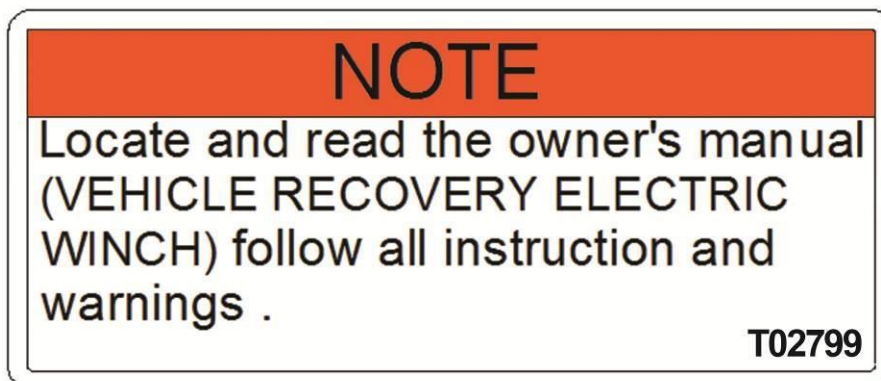 NOTE
Locate and read the owner's manual
(VEHICLE RECOVERY ELECTRIC
WINCH) follow all instruction and
warnings .
T02799